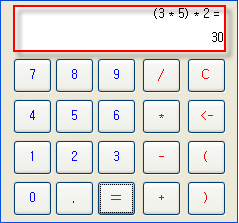 (3 * 5) * 2 =
30
7 8 9 / C
4 5 6 * <-
1 2 3 - (
0 . = + )